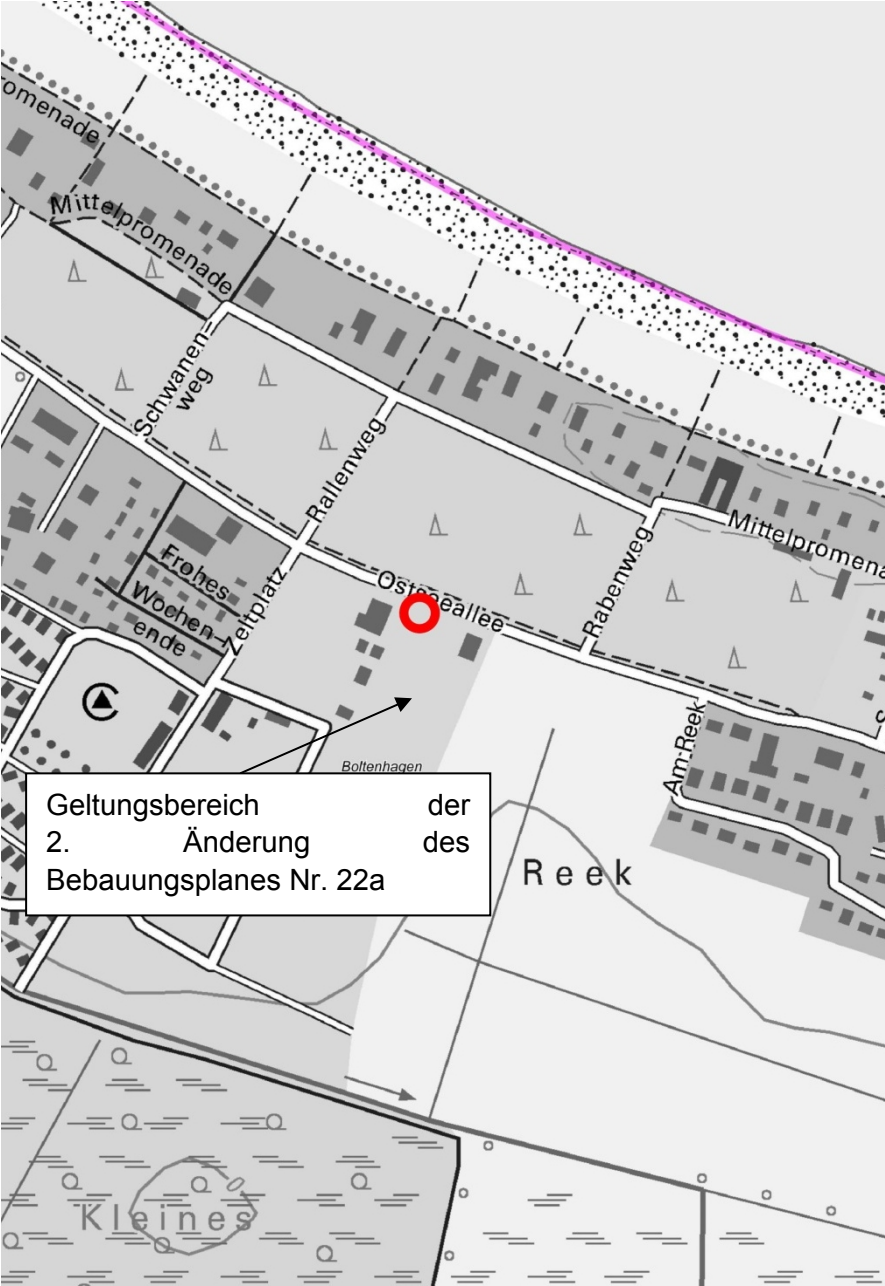 omenade
Mittelpromenade
Schwanen-
weg
Rallenweg
Mittelpromena
Ostseeallee
Rabenweg
Frohes
Wochen-
ende
Zeltplatz
Am Reek
Boltenhagen
Geltungsbereich der
2. Änderung des
Bebauungsplanes Nr. 22a
Reek
Kleines